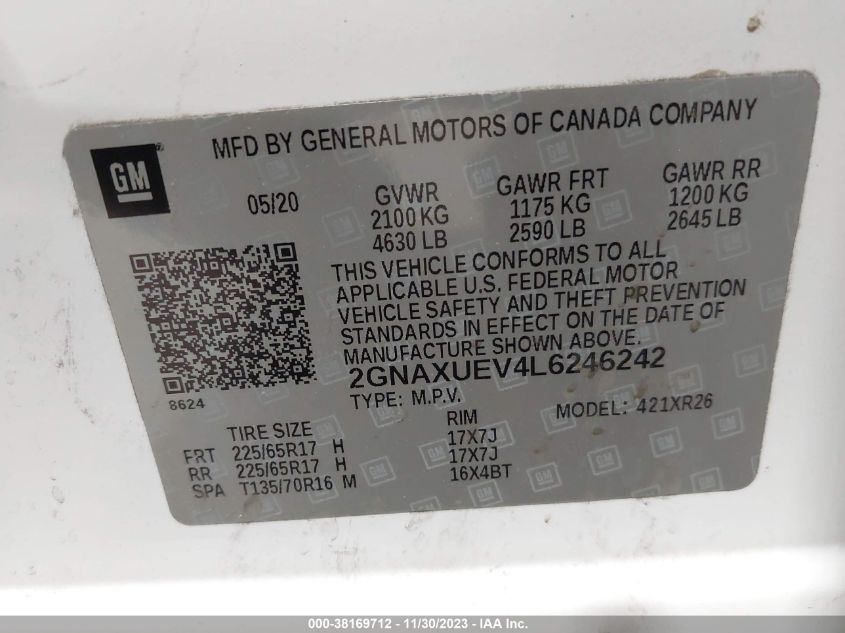 GM
MFD BY GENERAL MOTORS OF CANADA COMPANY
05/20
GVWR
2100 KG
4630 LB
GAWR FRT
1175 KG
2590 LB
GAWR RR
1200 KG
2645 LB
THIS VEHICLE CONFORMS TO ALL
APPLICABLE U.S. FEDERAL MOTOR
VEHICLE SAFETY AND THEFT PREVENTION
STANDARDS IN EFFECT ON THE DATE OF
MANUFACTURE SHOWN ABOVE.
2GNAXUEV4L6246242
8624
TYPE: M.P.V.
MODEL: 421XR26
TIRE SIZE RIM
FRT 225/65R17 H 17X7J
RR 225/65R17 H 17X7J
SPA T135/70R16 M 16X4BT
000-38169712 - 11/30/2023 - IAAI.COM